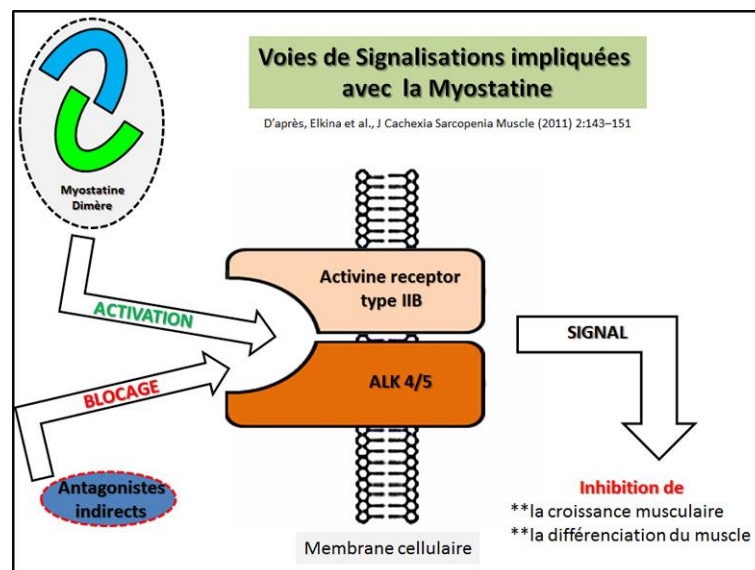 Voies de Signalisations impliquées
avec la Myostatine
D'après, Elkina et al., J Cachexia Sarcopenia Muscle (2011) 2:143–151
Myostatine
Dimère
ACTIVATION
BLOCAGE
Antagonistes
indirects
Activine receptor
type IIB
ALK 4/5
Membrane cellulaire
SIGNAL
Inhibition de
**la croissance musculaire
**la différenciation du muscle